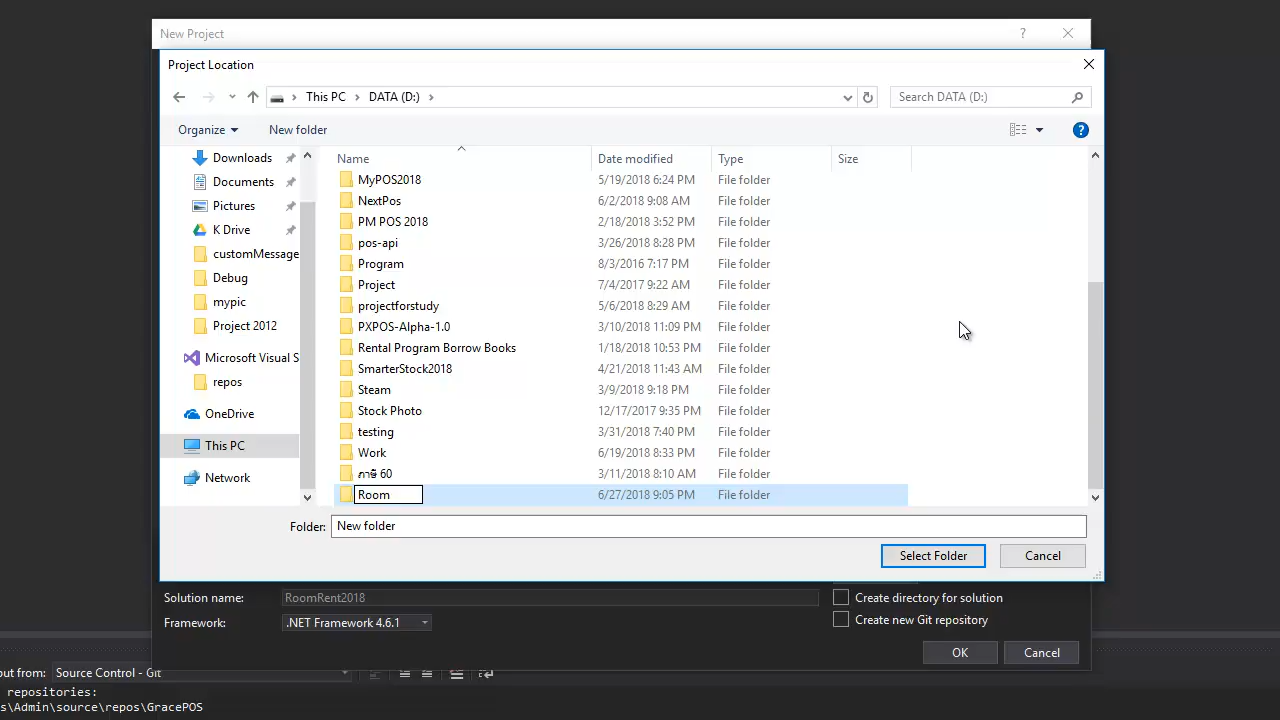 New Project
?
Project Location
This PC
DATA (D:)
Search DATA (D:)
Organize
New folder
?
Name
Date modified
Type
Size
Downloads
Documents
Pictures
K Drive
customMessage
Debug
mypic
Project 2012
Microsoft Visual S
repos
OneDrive
This PC
Network
MyPOS2018 5/19/2018 6:24 PM File folder
NextPos 6/2/2018 9:08 AM File folder
PM POS 2018 2/18/2018 3:52 PM File folder
pos-api 3/26/2018 8:28 PM File folder
Program 8/3/2016 7:17 PM File folder
Project 7/4/2017 9:22 AM File folder
projectforstudy 5/6/2018 8:29 AM File folder
PXPOS-Alpha-1.0 3/10/2018 11:09 PM File folder
Rental Program Borrow Books 1/18/2018 10:53 PM File folder
SmarterStock2018 4/21/2018 11:43 AM File folder
Steam 3/9/2018 9:18 PM File folder
Stock Photo 12/17/2017 9:35 PM File folder
testing 3/31/2018 7:40 PM File folder
Work 6/19/2018 8:33 PM File folder
ภาษี 60 3/11/2018 8:10 AM File folder
Room 6/27/2018 9:05 PM File folder
Folder: New folder
Select Folder
Cancel
Solution name: RoomRent2018
Create directory for solution
Framework: .NET Framework 4.6.1
Create new Git repository
OK
Cancel
put from: Source Control - Git
repositories:
s\Admin\source\repos\GracePOS